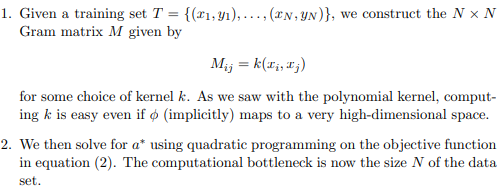 1. Given a training set T = {(x₁, y₁), . . . , (x_N, y_N)}, we construct the N × N
Gram matrix M given by
M_ij = k(x_i, x_j)
for some choice of kernel k. As we saw with the polynomial kernel, comput-
ing k is easy even if ϕ (implicitly) maps to a very high-dimensional space.
2. We then solve for a* using quadratic programming on the objective function
in equation (2). The computational bottleneck is now the size N of the data
set.